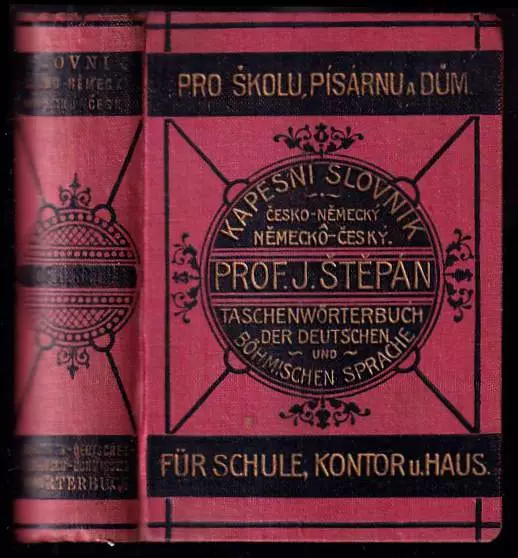 PRO ŠKOLU, PÍSÁRNU A DŮM.
KAPESNÍ SLOVNÍK
ČESKO-NĚMECKÝ
NĚMECKO-ČESKÝ.
PROF. J. ŠTĚPÁN
TASCHENWÖRTERBUCH
DER DEUTSCHEN
UND
BÖHMISCHEN SPRACHE
FÜR SCHULE, KONTOR u. HAUS.